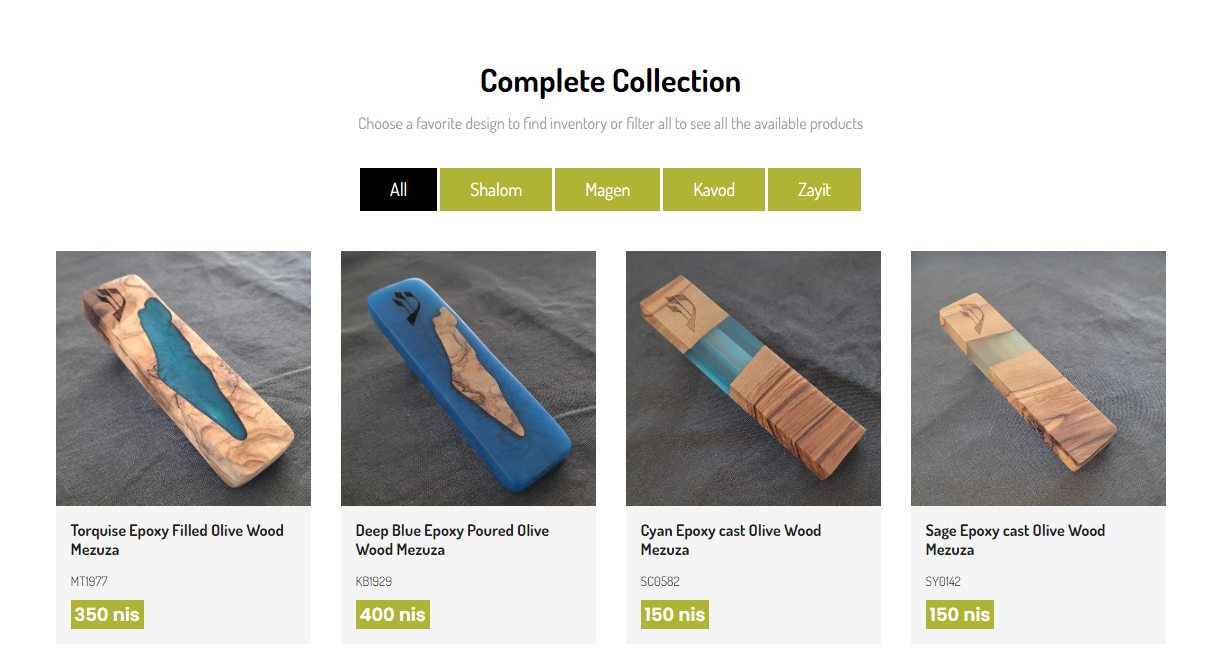 Complete Collection
Choose a favorite design to find inventory or filter all to see all the available products
All Shalom Magen Kavod Zayit
Torquise Epoxy Filled Olive Wood
Mezuza
MT1977
350 nis
Deep Blue Epoxy Poured Olive
Wood Mezuza
KB1929
400 nis
Cyan Epoxy cast Olive Wood
Mezuza
SC0582
150 nis
Sage Epoxy cast Olive Wood
Mezuza
SY0142
150 nis